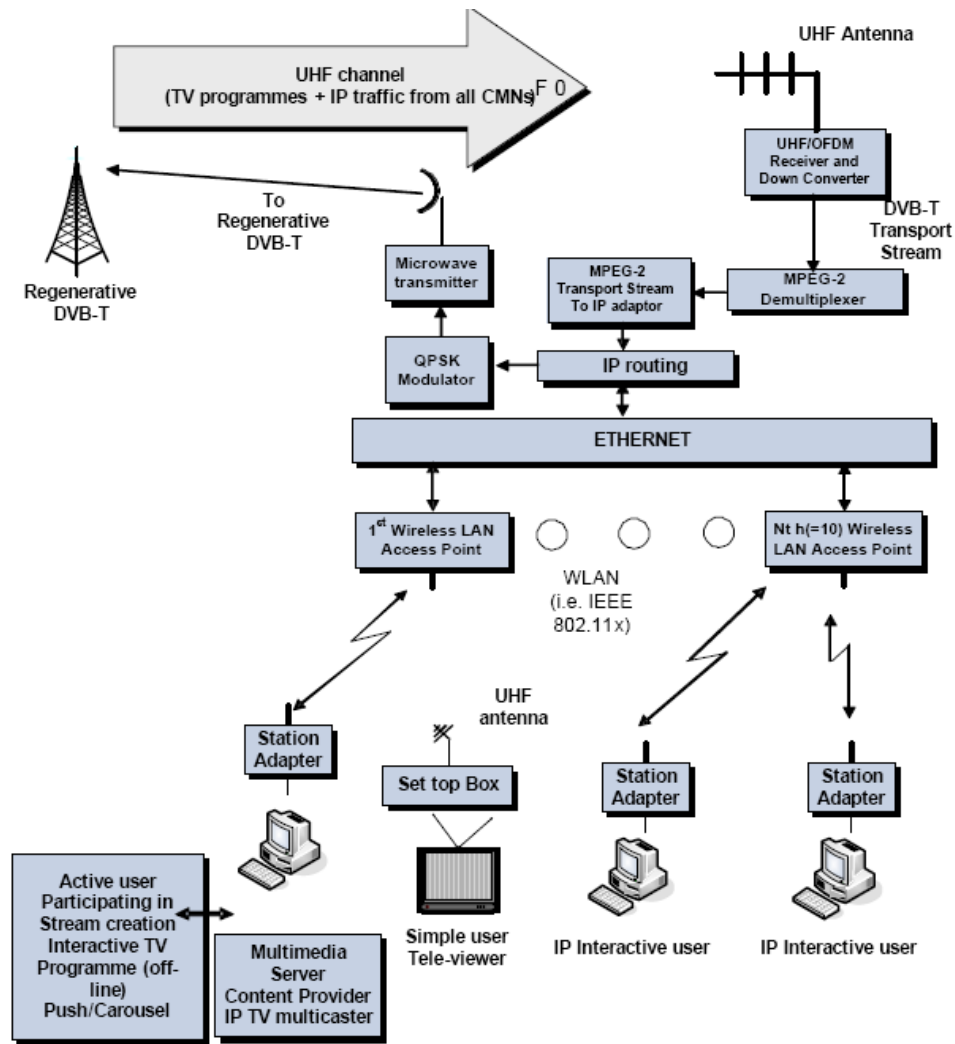 UHF channel
(TV programmes + IP traffic from all CMNs)
F 0
UHF Antenna
UHF/OFDM
Receiver and
Down Converter
DVB-T
Transport
Stream
To
Regenerative
DVB-T
Regenerative
DVB-T
Microwave
transmitter
MPEG-2
Transport Stream
To IP adaptor
MPEG-2
Demultiplexer
QPSK
Modulator
IP routing
ETHERNET
1st Wireless LAN
Access Point
Nt h(=10) Wireless
LAN Access Point
WLAN
(i.e. IEEE
802.11x)
UHF
antenna
Station
Adapter
Set top Box
Station
Adapter
Station
Adapter
Active user
Participating in
Stream creation
Interactive TV
Programme (off-
line)
Push/Carousel
Multimedia
Server
Content Provider
IP TV multicaster
Simple user
Tele-viewer
IP Interactive user
IP Interactive user